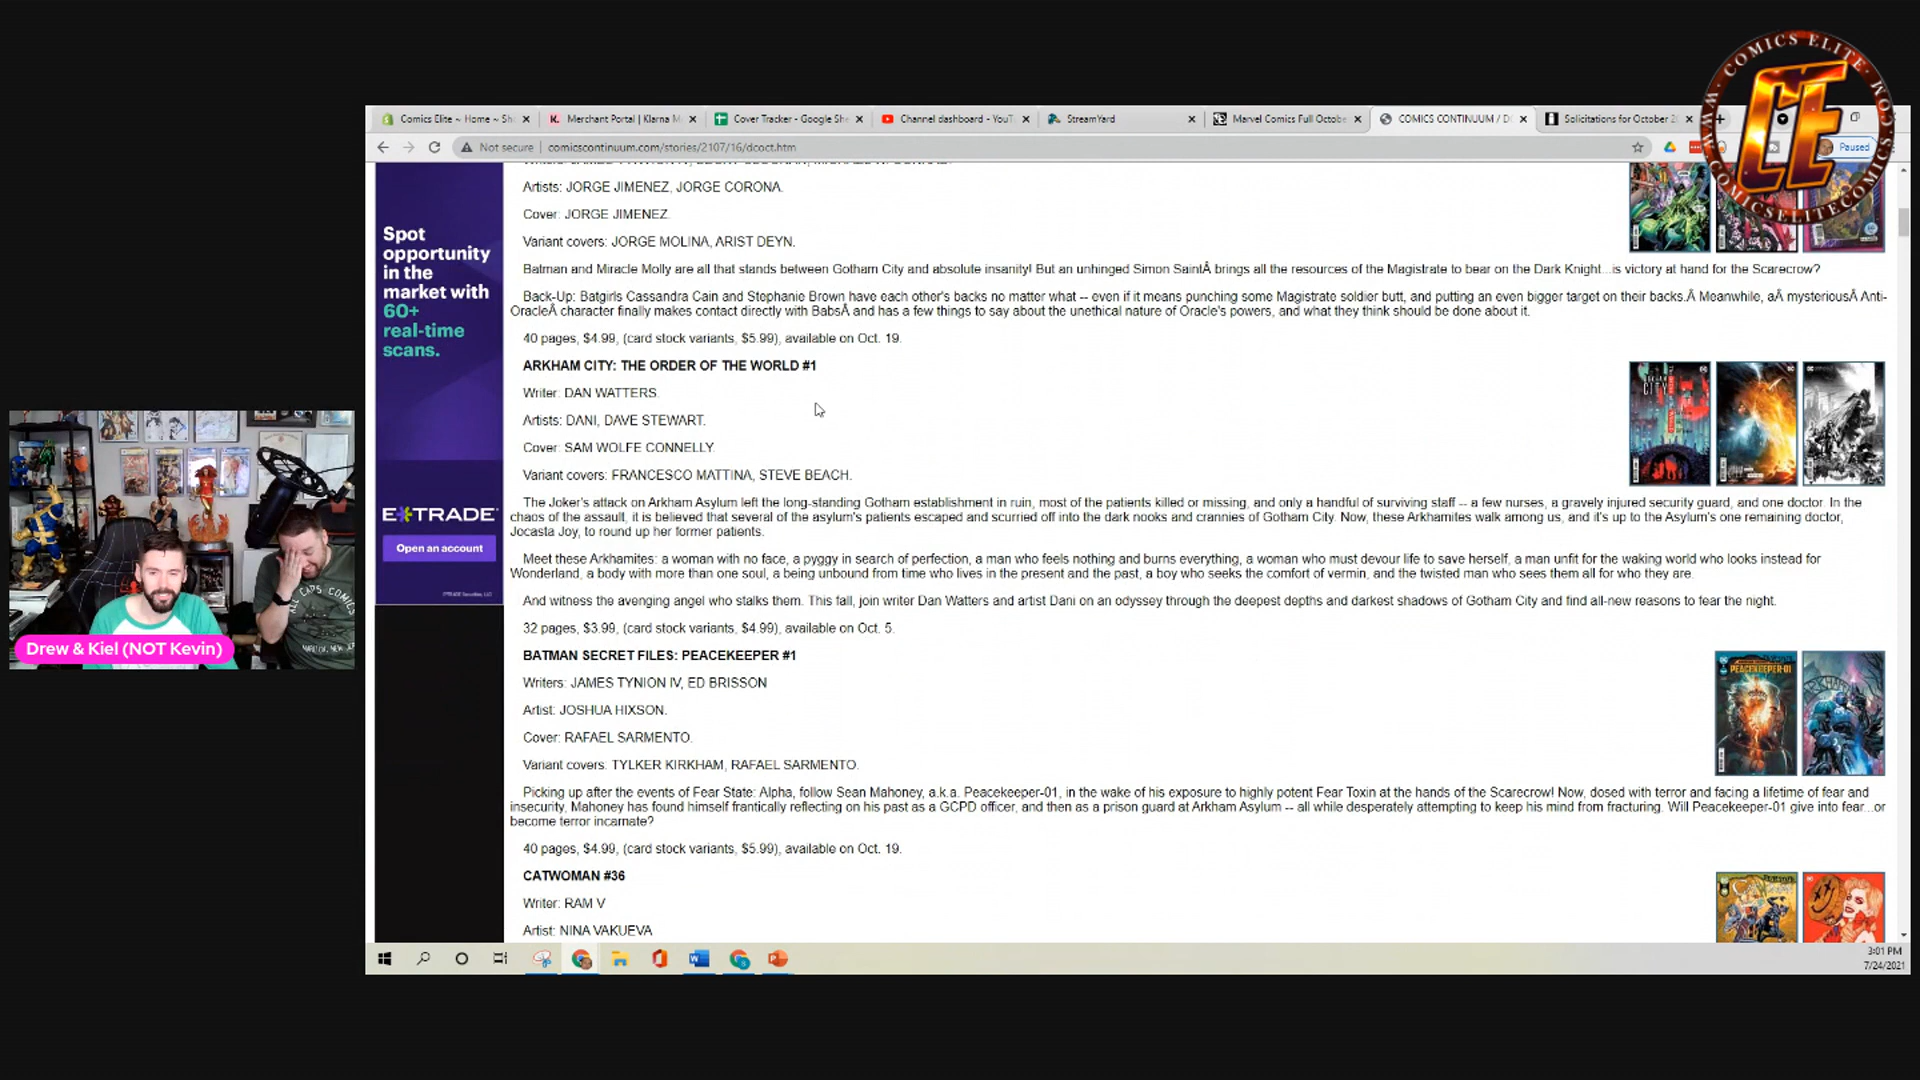 Comics Elite ~ Home ~ Sh
Merchant Portal | Klarna M
Cover Tracker - Google She
Channel dashboard - YouT
StreamYard
Marvel Comics Full Octobe
COMICS CONTINUUM / D
Solicitations for October 2
Not secure | comicscontinuum.com/stories/2107/16/dcoct.htm
Paused
COMICS ELITE
CE
WWW.COMICSELITECOMICS.COM
Artists: JORGE JIMENEZ, JORGE CORONA.
Cover: JORGE JIMENEZ.
Variant covers: JORGE MOLINA, ARIST DEYN.
Batman and Miracle Molly are all that stands between Gotham City and absolute insanity! But an unhinged Simon SaintÂ brings all the resources of the Magistrate to bear on the Dark Knight...is victory at hand for the Scarecrow?
Back-Up: Batgirls Cassandra Cain and Stephanie Brown have each other's backs no matter what -- even if it means punching some Magistrate soldier butt, and putting an even bigger target on their backs.Â Meanwhile, aÂ mysteriousÂ Anti-
OracleÂ character finally makes contact directly with BabsÂ and has a few things to say about the unethical nature of Oracle's powers, and what they think should be done about it.
40 pages, $4.99, (card stock variants, $5.99), available on Oct. 19.
ARKHAM CITY: THE ORDER OF THE WORLD #1
Writer: DAN WATTERS.
Artists: DANI, DAVE STEWART.
Cover: SAM WOLFE CONNELLY.
Variant covers: FRANCESCO MATTINA, STEVE BEACH.
The Joker's attack on Arkham Asylum left the long-standing Gotham establishment in ruin, most of the patients killed or missing, and only a handful of surviving staff -- a few nurses, a gravely injured security guard, and one doctor. In the
chaos of the assault, it is believed that several of the asylum's patients escaped and scurried off into the dark nooks and crannies of Gotham City. Now, these Arkhamites walk among us, and it's up to the Asylum's one remaining doctor,
Jocasta Joy, to round up her former patients.
Meet these Arkhamites: a woman with no face, a pyggy in search of perfection, a man who feels nothing and burns everything, a woman who must devour life to save herself, a man unfit for the waking world who looks instead for
Wonderland, a body with more than one soul, a being unbound from time who lives in the present and the past, a boy who seeks the comfort of vermin, and the twisted man who sees them all for who they are.
And witness the avenging angel who stalks them. This fall, join writer Dan Watters and artist Dani on an odyssey through the deepest depths and darkest shadows of Gotham City and find all-new reasons to fear the night.
32 pages, $3.99, (card stock variants, $4.99), available on Oct. 5.
BATMAN SECRET FILES: PEACEKEEPER #1
Writers: JAMES TYNION IV, ED BRISSON
Artist: JOSHUA HIXSON.
Cover: RAFAEL SARMENTO.
Variant covers: TYLKER KIRKHAM, RAFAEL SARMENTO.
Picking up after the events of Fear State: Alpha, follow Sean Mahoney, a.k.a. Peacekeeper-01, in the wake of his exposure to highly potent Fear Toxin at the hands of the Scarecrow! Now, dosed with terror and facing a lifetime of fear and
insecurity, Mahoney has found himself frantically reflecting on his past as a GCPD officer, and then as a prison guard at Arkham Asylum -- all while desperately attempting to keep his mind from fracturing. Will Peacekeeper-01 give into fear...or
become terror incarnate?
40 pages, $4.99, (card stock variants, $5.99), available on Oct. 19.
CATWOMAN #36
Writer: RAM V
Artist: NINA VAKUEVA
Spot
opportunity
in the
market with
60+
real-time
scans.
E*TRADE
Open an account
CITY
PEACEKEEPER-01
ALL CAPS COMICS
Drew & Kiel (NOT Kevin)
3:01 PM
7/24/2021